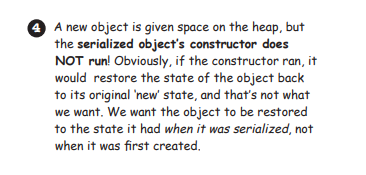 4 A new object is given space on the heap, but
the serialized object's constructor does
NOT run! Obviously, if the constructor ran, it
would restore the state of the object back
to its original 'new' state, and that's not what
we want. We want the object to be restored
to the state it had when it was serialized, not
when it was first created.